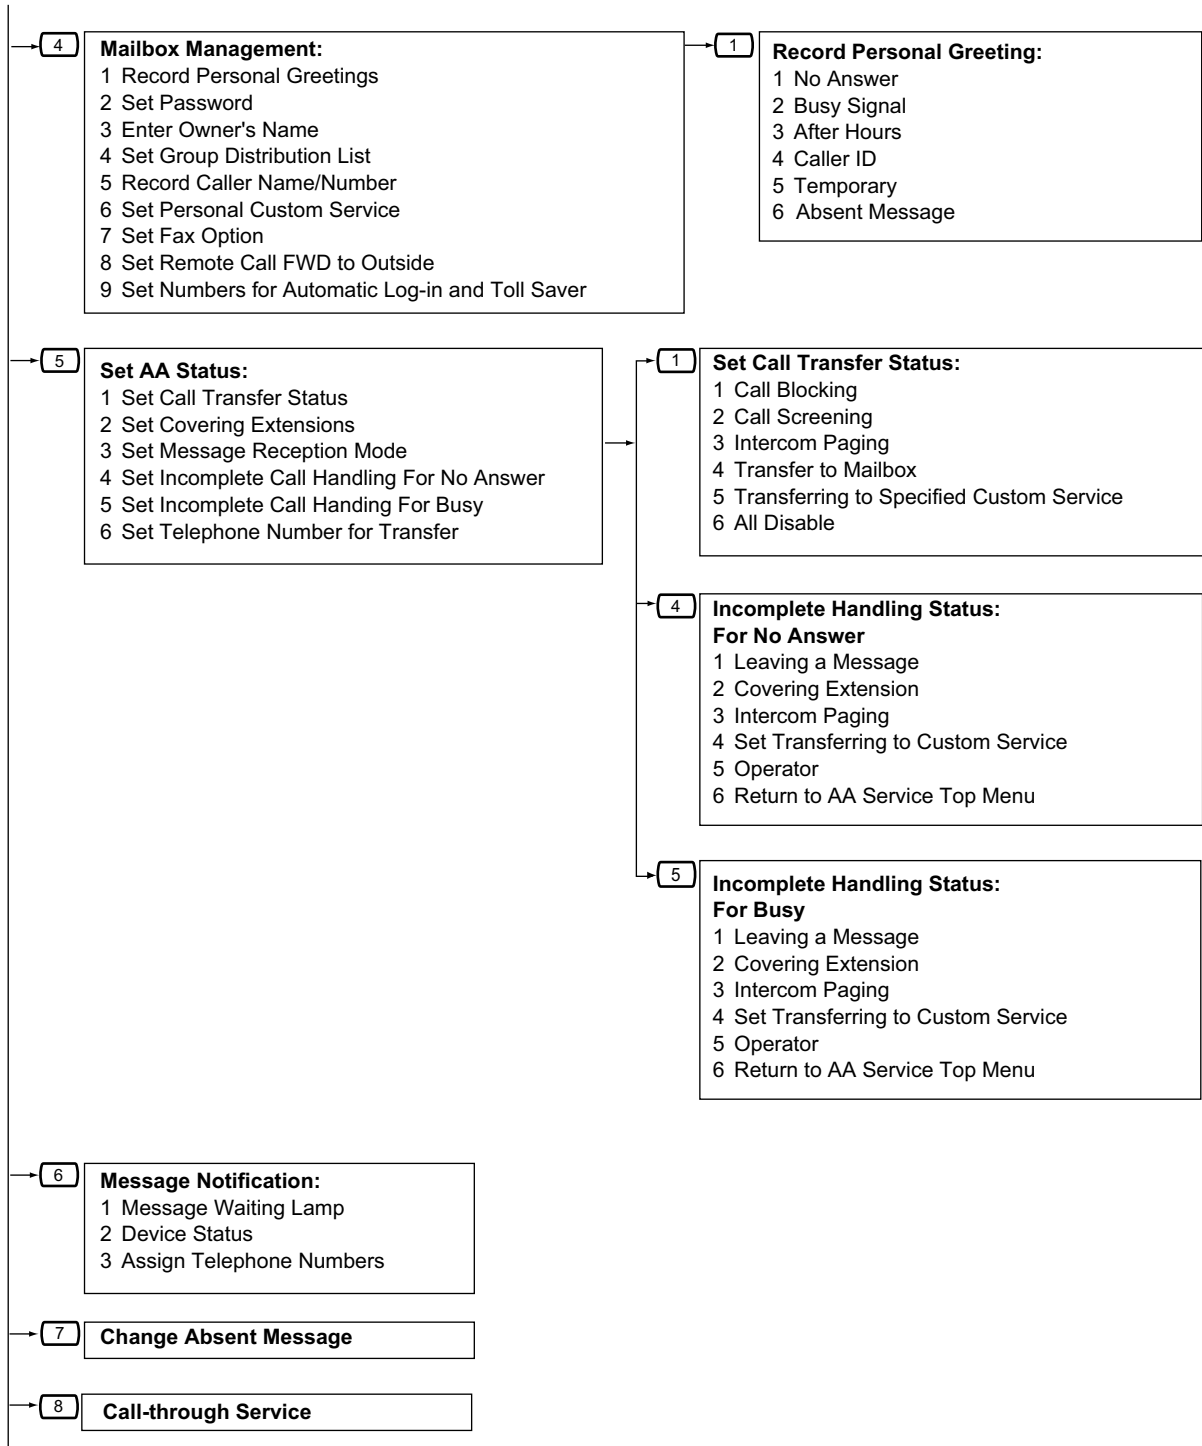 4
Mailbox Management:
1 Record Personal Greetings
2 Set Password
3 Enter Owner's Name
4 Set Group Distribution List
5 Record Caller Name/Number
6 Set Personal Custom Service
7 Set Fax Option
8 Set Remote Call FWD to Outside
9 Set Numbers for Automatic Log-in and Toll Saver
1
Record Personal Greeting:
1 No Answer
2 Busy Signal
3 After Hours
4 Caller ID
5 Temporary
6 Absent Message
5
Set AA Status:
1 Set Call Transfer Status
2 Set Covering Extensions
3 Set Message Reception Mode
4 Set Incomplete Call Handling For No Answer
5 Set Incomplete Call Handing For Busy
6 Set Telephone Number for Transfer
1
Set Call Transfer Status:
1 Call Blocking
2 Call Screening
3 Intercom Paging
4 Transfer to Mailbox
5 Transferring to Specified Custom Service
6 All Disable
4
Incomplete Handling Status:
For No Answer
1 Leaving a Message
2 Covering Extension
3 Intercom Paging
4 Set Transferring to Custom Service
5 Operator
6 Return to AA Service Top Menu
5
Incomplete Handling Status:
For Busy
1 Leaving a Message
2 Covering Extension
3 Intercom Paging
4 Set Transferring to Custom Service
5 Operator
6 Return to AA Service Top Menu
6
Message Notification:
1 Message Waiting Lamp
2 Device Status
3 Assign Telephone Numbers
7
Change Absent Message
8
Call-through Service